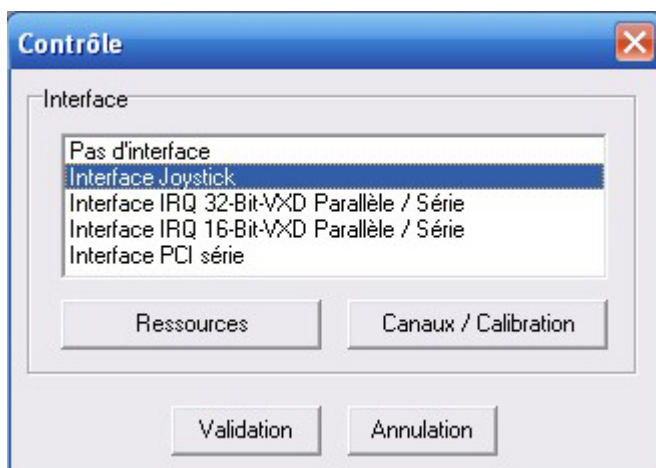 Contrôle
Interface
Pas d'interface
Interface Joystick
Interface IRQ 32-Bit-VXD Parallèle / Série
Interface IRQ 16-Bit-VXD Parallèle / Série
Interface PCI série
Ressources
Canaux / Calibration
Validation
Annulation